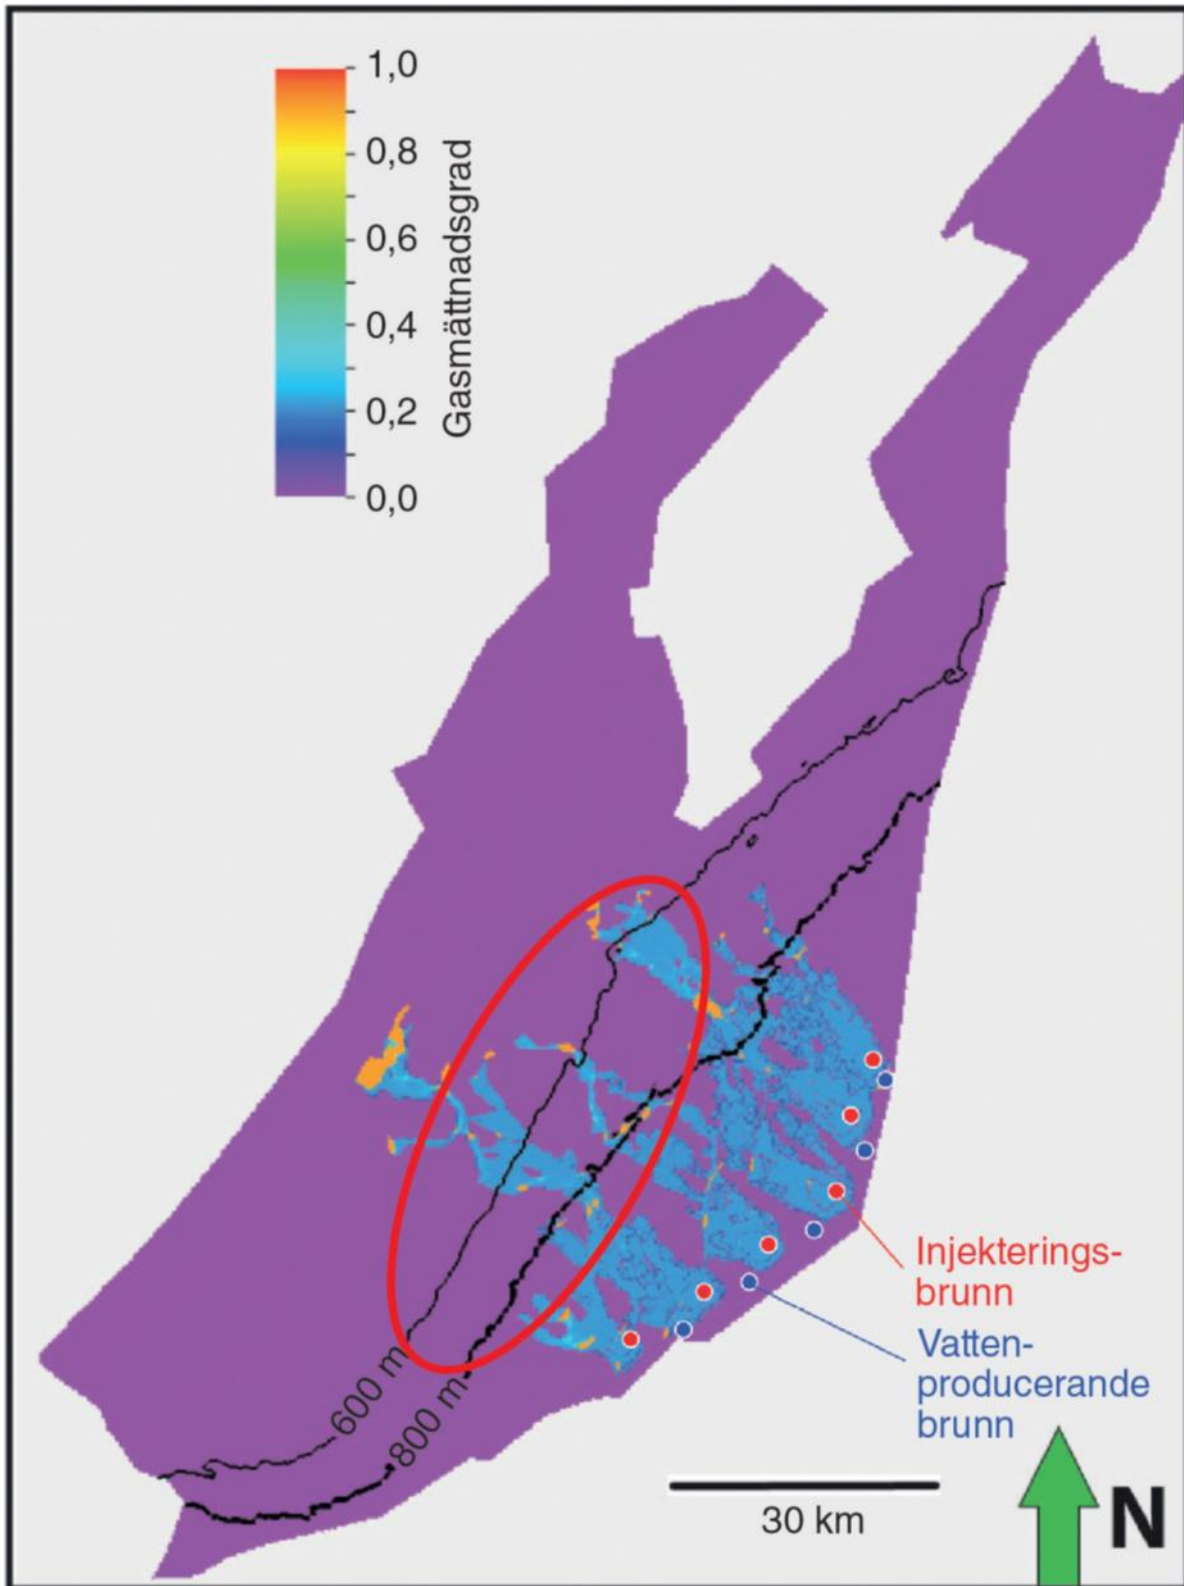 1,0
0,8
0,6
0,4
0,2
0,0
Gasmättnadsgrad
600 m
800 m
Injekterings-
brunn
Vatten-
producerande
brunn
30 km
N